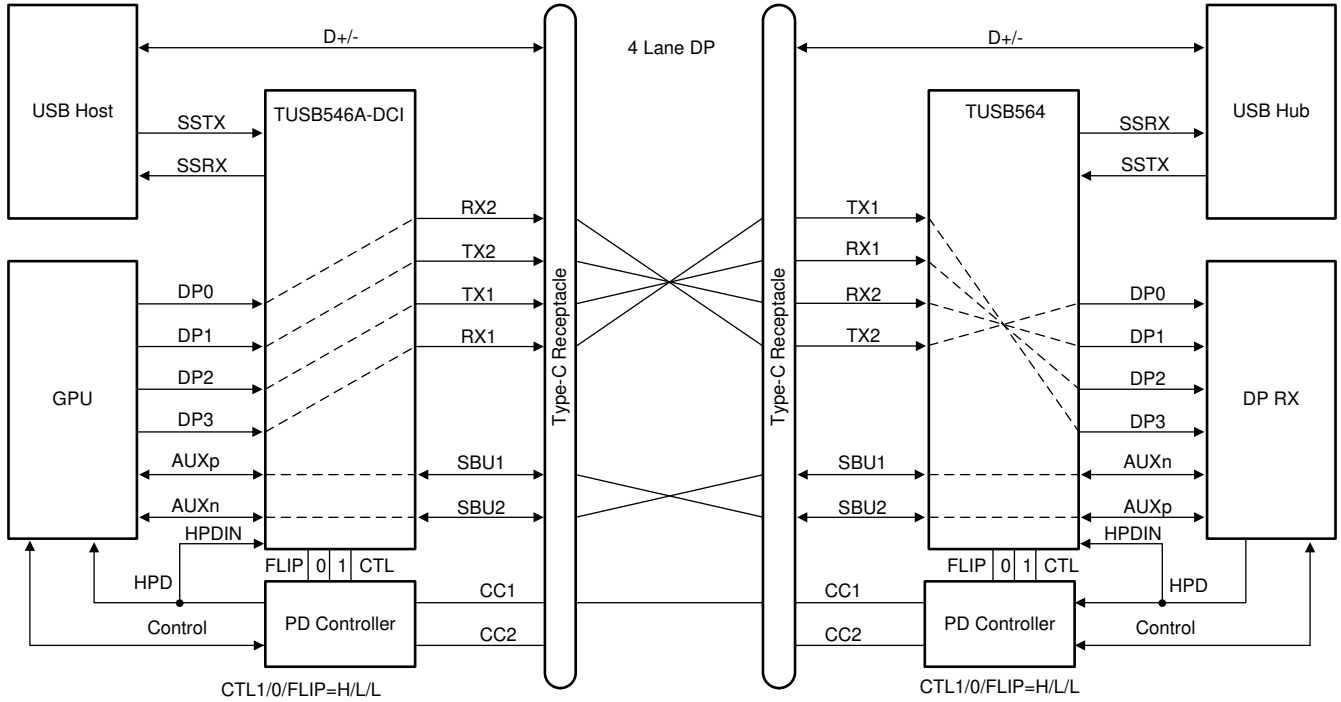 D+/-
4 Lane DP
D+/-
USB Host
TUSB546A-DCI
TUSB564
USB Hub
SSTX
SSRX
SSRX
SSTX
RX2
TX2
TX1
RX1
Type-C Receptacle
Type-C Receptacle
TX1
RX1
RX2
TX2
GPU
DP0
DP1
DP2
DP3
AUXp
AUXn
HPDIN
SBU1
SBU2
SBU1
SBU2
DP0
DP1
DP2
DP3
AUXn
AUXp
HPDIN
DP RX
FLIP 0 1 CTL
FLIP 0 1 CTL
HPD
Control
PD Controller
CC1
CC2
CC1
CC2
PD Controller
HPD
Control
CTL1/0/FLIP=H/L/L
CTL1/0/FLIP=H/L/L